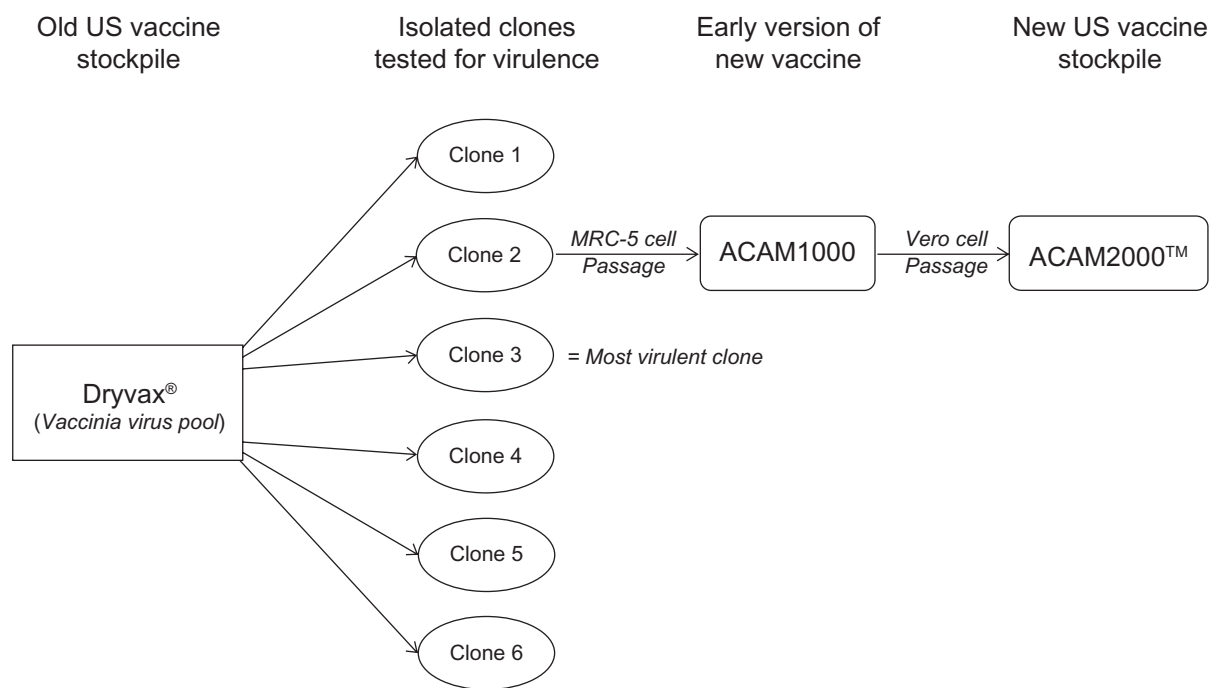 Old US vaccine
stockpile
Isolated clones
tested for virulence
Early version of
new vaccine
New US vaccine
stockpile
Clone 1
Clone 2
MRC-5 cell
Passage
ACAM1000
Vero cell
Passage
ACAM2000™
Clone 3
= Most virulent clone
Dryvax®
(Vaccinia virus pool)
Clone 4
Clone 5
Clone 6